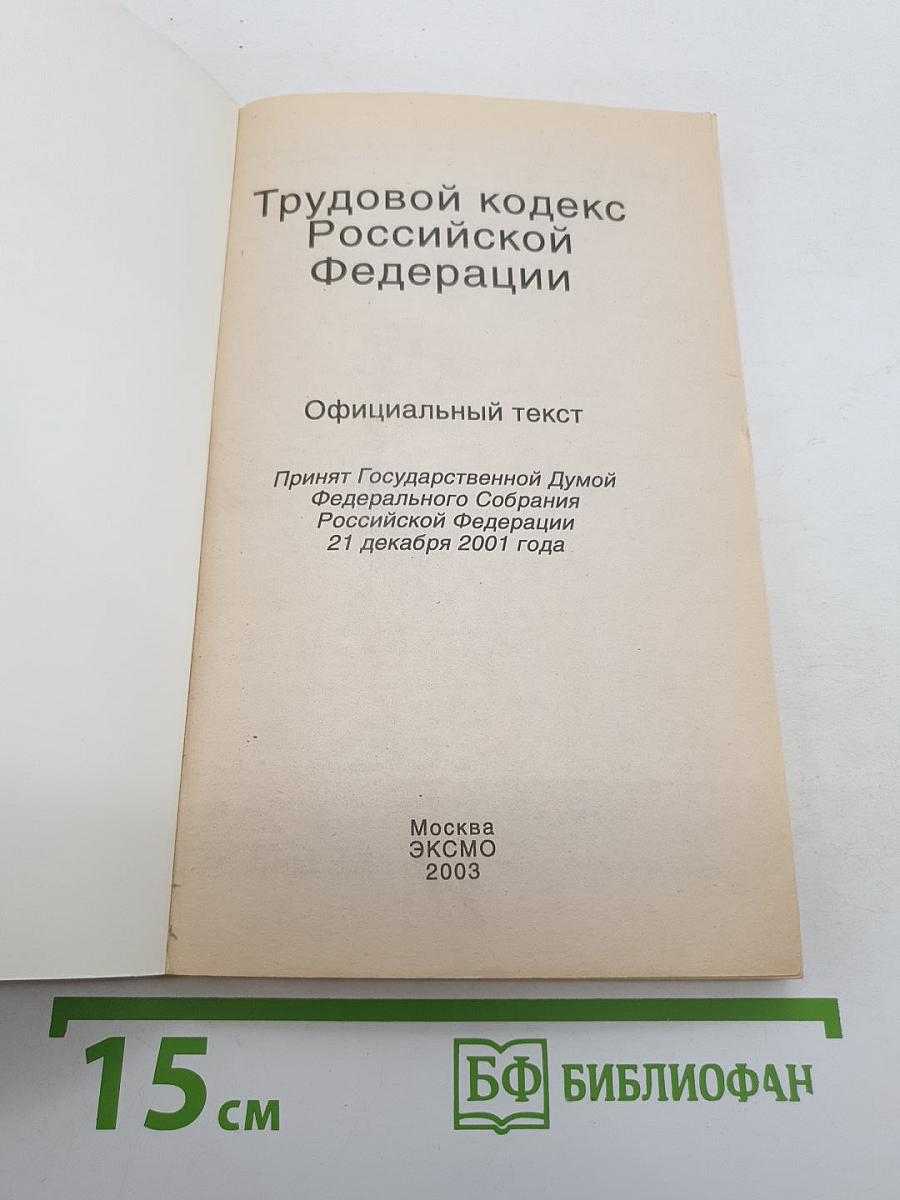 Трудовой кодекс
Российской
Федерации
Официальный текст
Принят Государственной Думой
Федерального Собрания
Российской Федерации
21 декабря 2001 года
Москва
ЭКСМО
2003
15 см
БФ БИБЛИОФАН